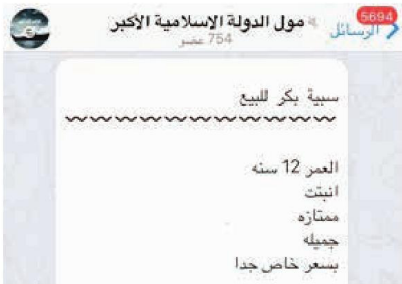 5694
الرسائل
مول الدولة الإسلامية الأكبر
754 عضو
سبية بكر للبيع
العمر 12 سنه
انبتت
ممتازه
جميله
بسعر خاص جدا